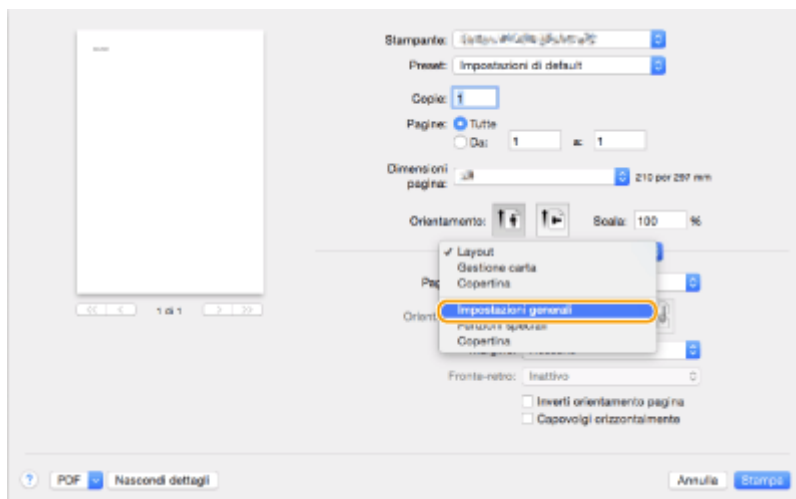 Stampante:
Preset: Impostazioni di default
Copie: 1
Pagine: Tutte
Da: 1 a: 1
Dimensioni pagina: 210 per 297 mm
Orientamento: Scala: 100 %
Layout
Gestione carta
Copertina
Impostazioni generali
Funzioni speciali
Copertina
Fronte-retro: Inattivo
Inverti orientamento pagina
Capovolgi orizzontalmente
<< < 1 di 1 > >>
? PDF Nascondi dettagli Annulla Stampa